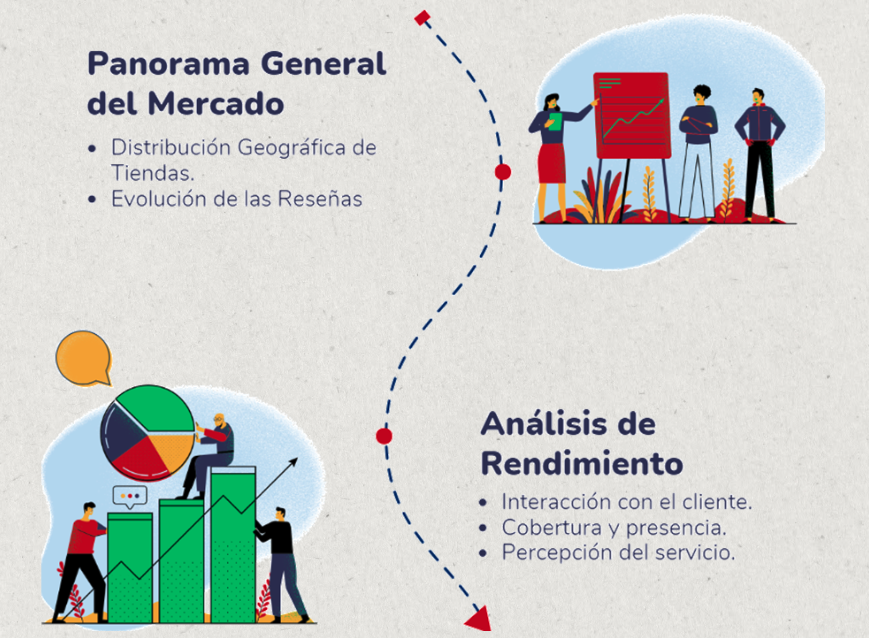 Panorama General
del Mercado
• Distribución Geográfica de
Tiendas.
• Evolución de las Reseñas
Análisis de
Rendimiento
• Interacción con el cliente.
• Cobertura y presencia.
• Percepción del servicio.